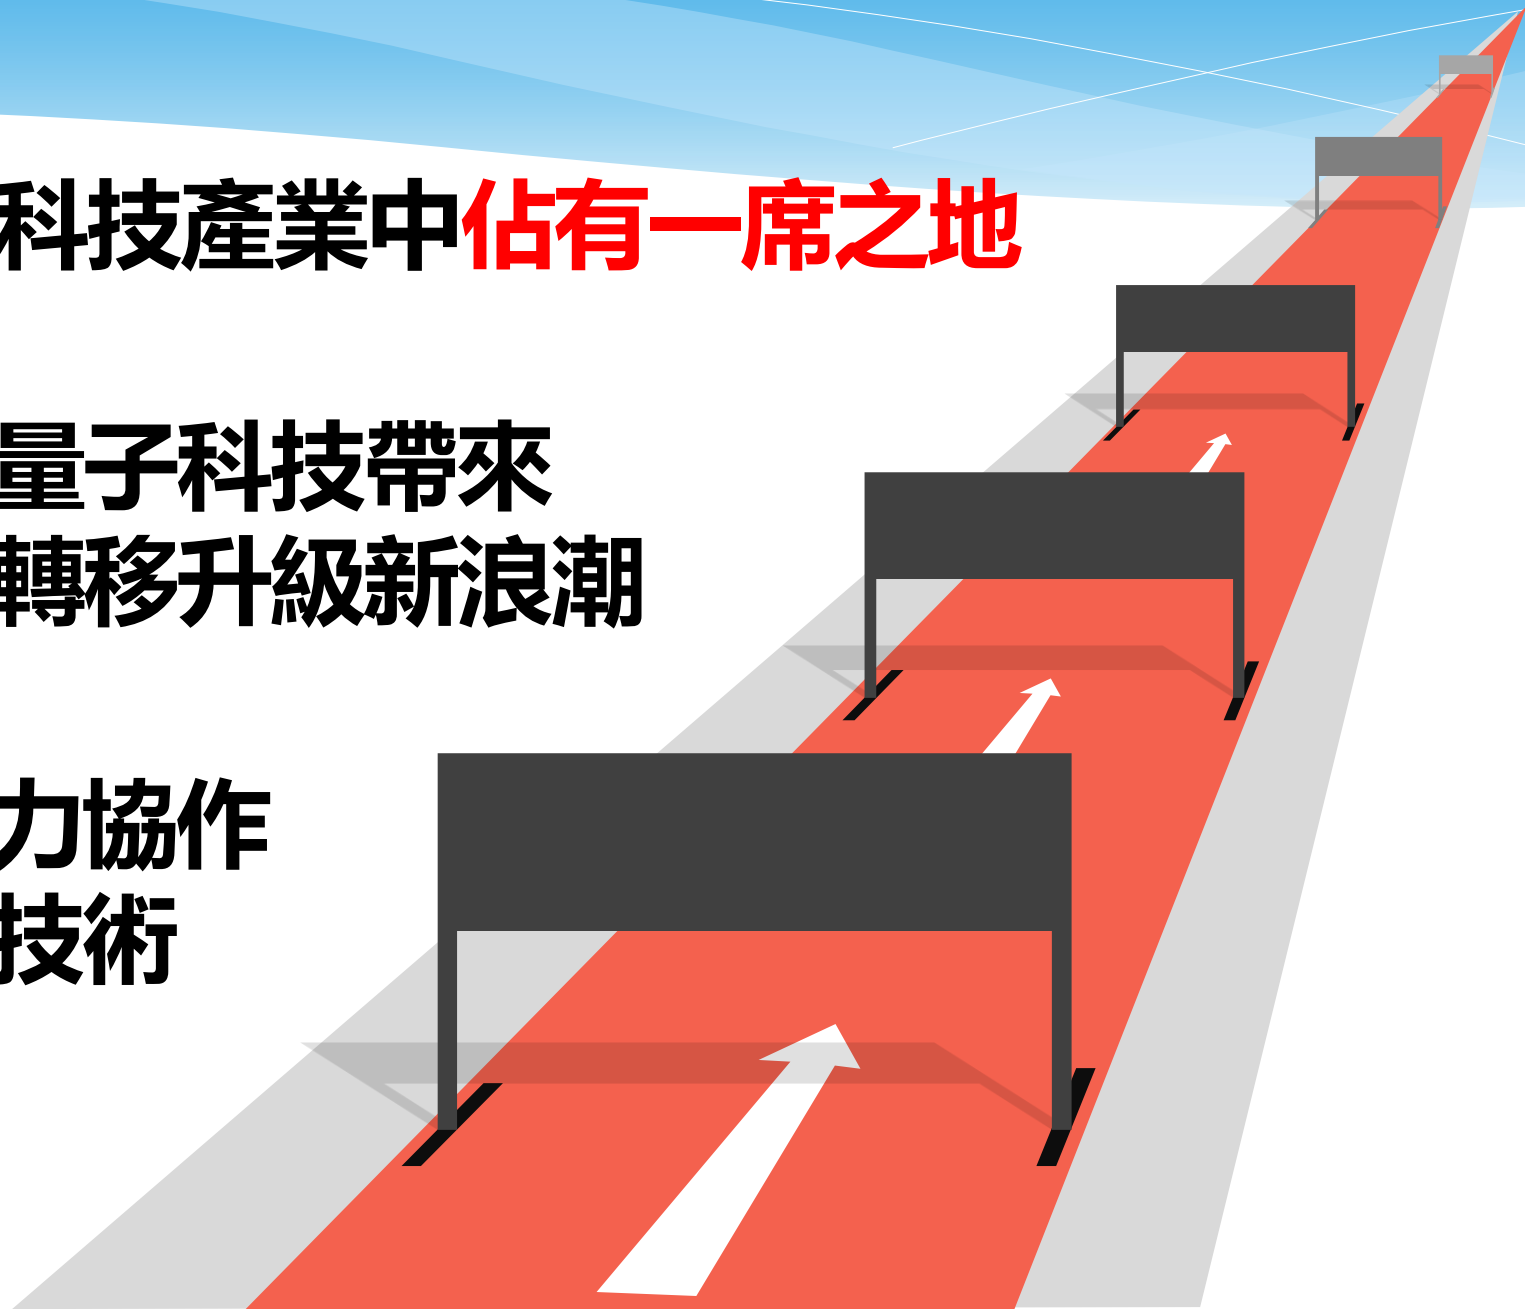 科技產業中佔有一席之地
量子科技帶來
轉移升級新浪潮
力協作
技術